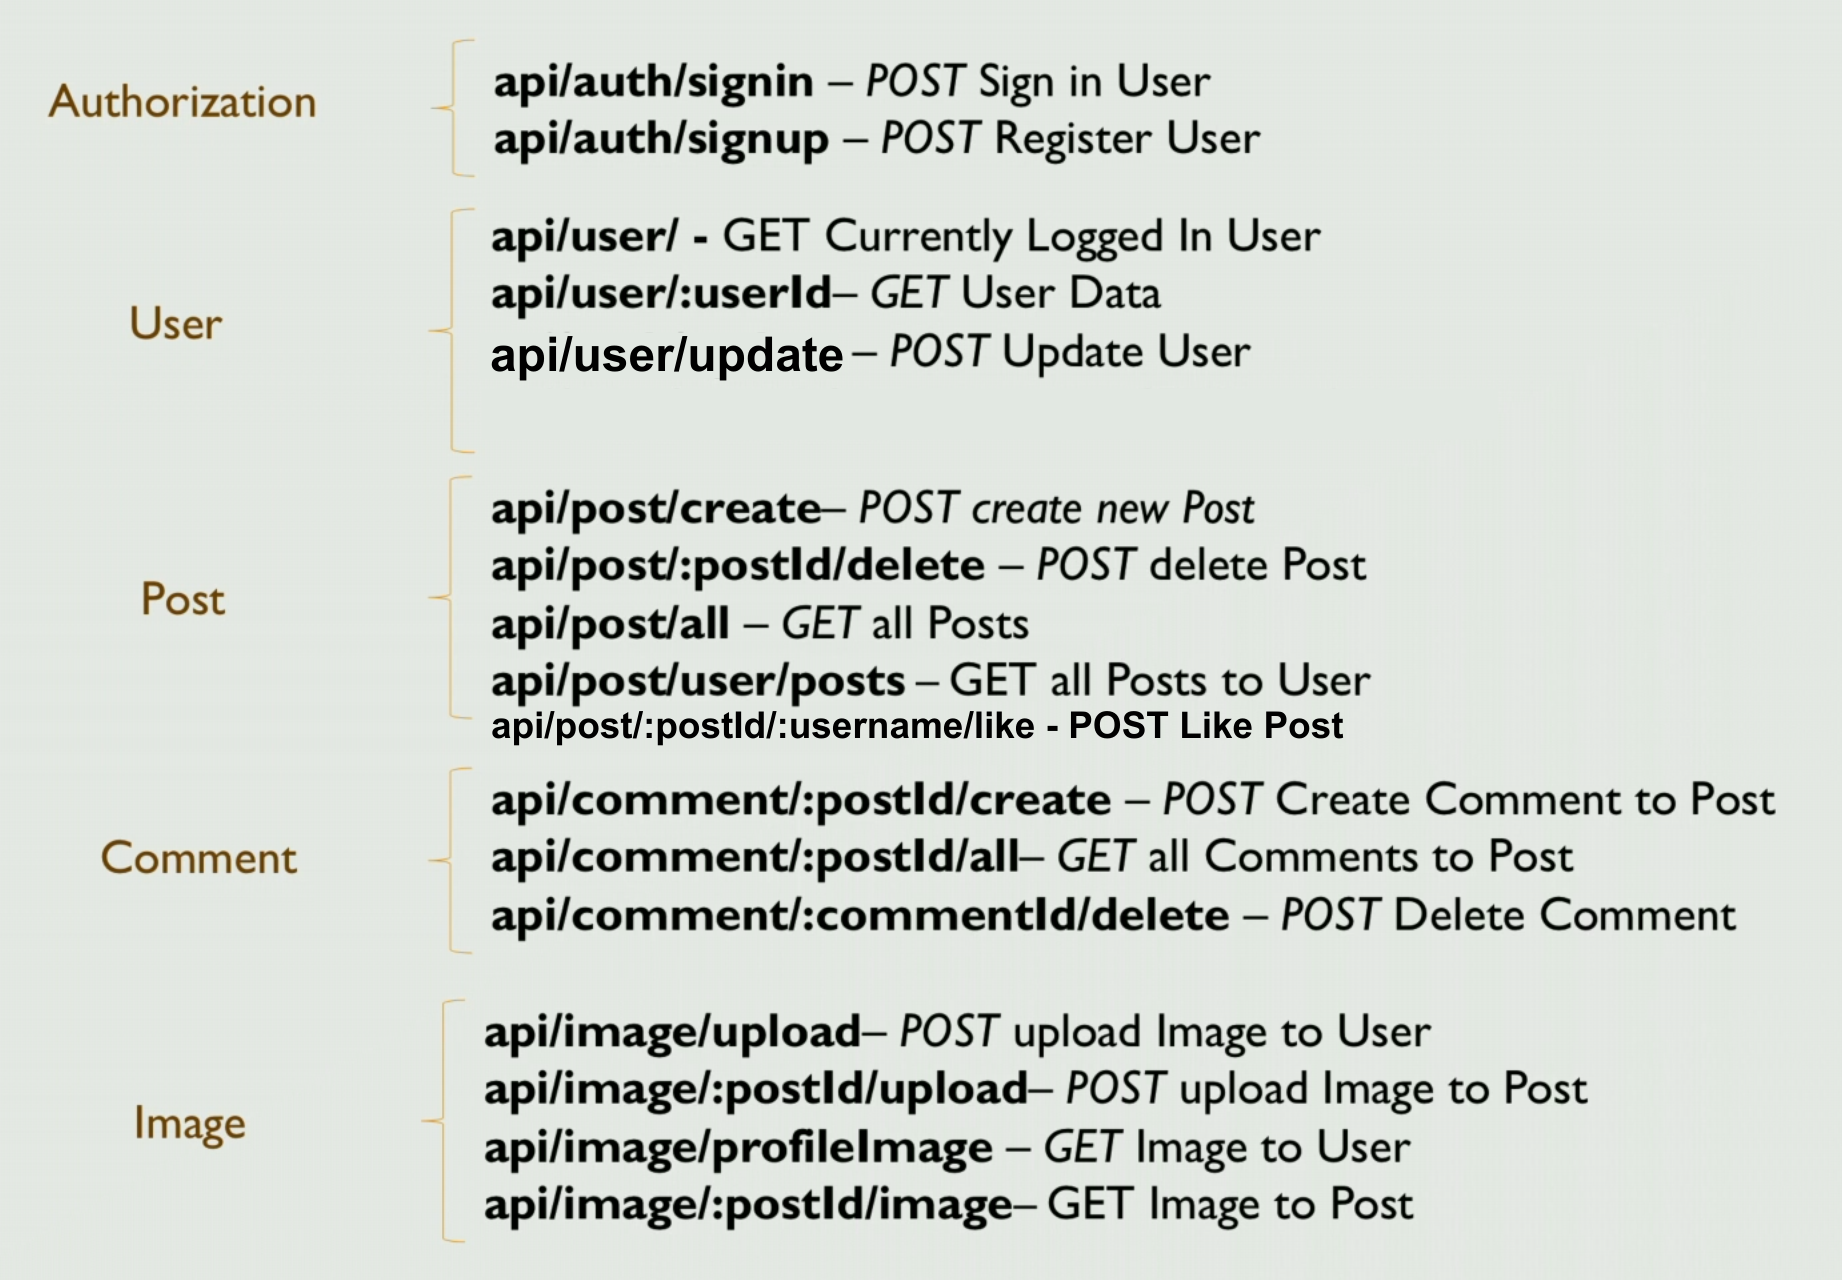 Authorization
api/auth/signin – POST Sign in User
api/auth/signup – POST Register User
User
api/user/ - GET Currently Logged In User
api/user/:userId– GET User Data
api/user/update – POST Update User
Post
api/post/create– POST create new Post
api/post/:postId/delete – POST delete Post
api/post/all – GET all Posts
api/post/user/posts – GET all Posts to User
api/post/:postId/:username/like - POST Like Post
Comment
api/comment/:postId/create – POST Create Comment to Post
api/comment/:postId/all– GET all Comments to Post
api/comment/:commentId/delete – POST Delete Comment
Image
api/image/upload– POST upload Image to User
api/image/:postId/upload– POST upload Image to Post
api/image/profileImage – GET Image to User
api/image/:postId/image– GET Image to Post